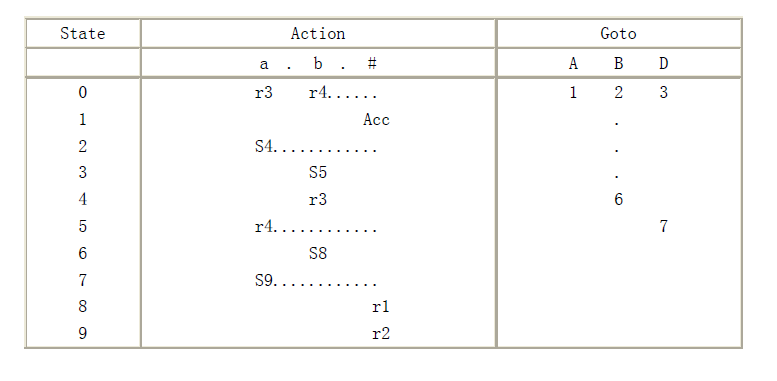 State Action Goto
a . b . # A B D
0 r3 r4...... 1 2 3
1 Acc .
2 S4............ .
3 S5 .
4 r3 6
5 r4............ 7
6 S8
7 S9............
8 r1
9 r2